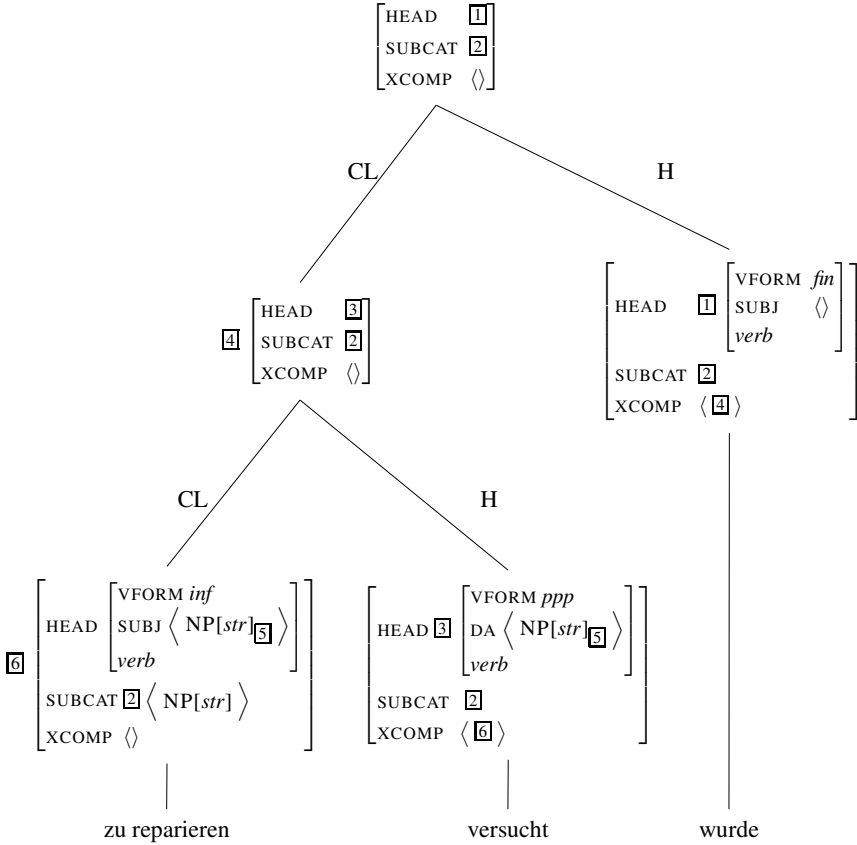 HEAD 1
SUBCAT 2
XCOMP ⟨⟩
CL H
VFORM fin
HEAD 1 SUBJ ⟨⟩
verb
SUBCAT 2
XCOMP ⟨ 4 ⟩
HEAD 3
4 SUBCAT 2
XCOMP ⟨⟩
CL H
VFORM inf
HEAD SUBJ ⟨ NP[str] 5 ⟩
verb
6
SUBCAT 2 ⟨ NP[str] ⟩
XCOMP ⟨⟩
VFORM ppp
HEAD 3 DA ⟨ NP[str] 5 ⟩
verb
SUBCAT 2
XCOMP ⟨ 6 ⟩
zu reparieren versucht wurde